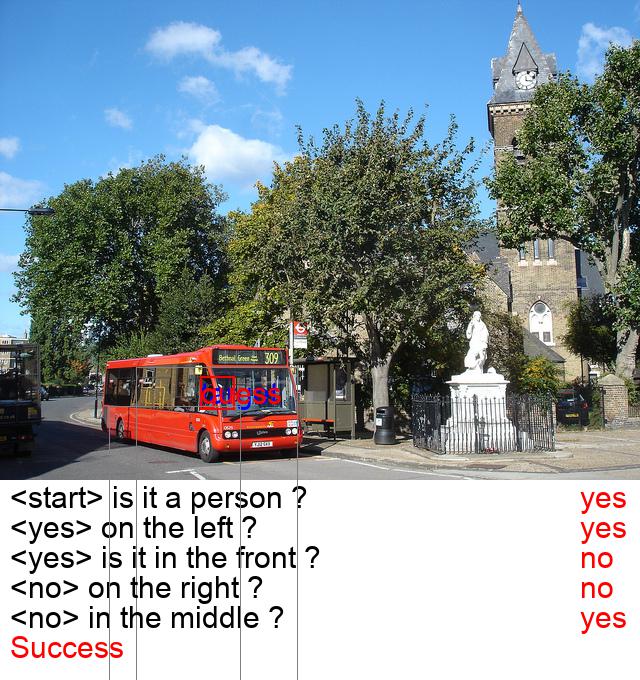 Bethnal Green
309
<start> is it a person ? yes
<yes> on the left ? yes
<yes> is it in the front ? no
<no> on the right ? no
<no> in the middle ? yes
Success